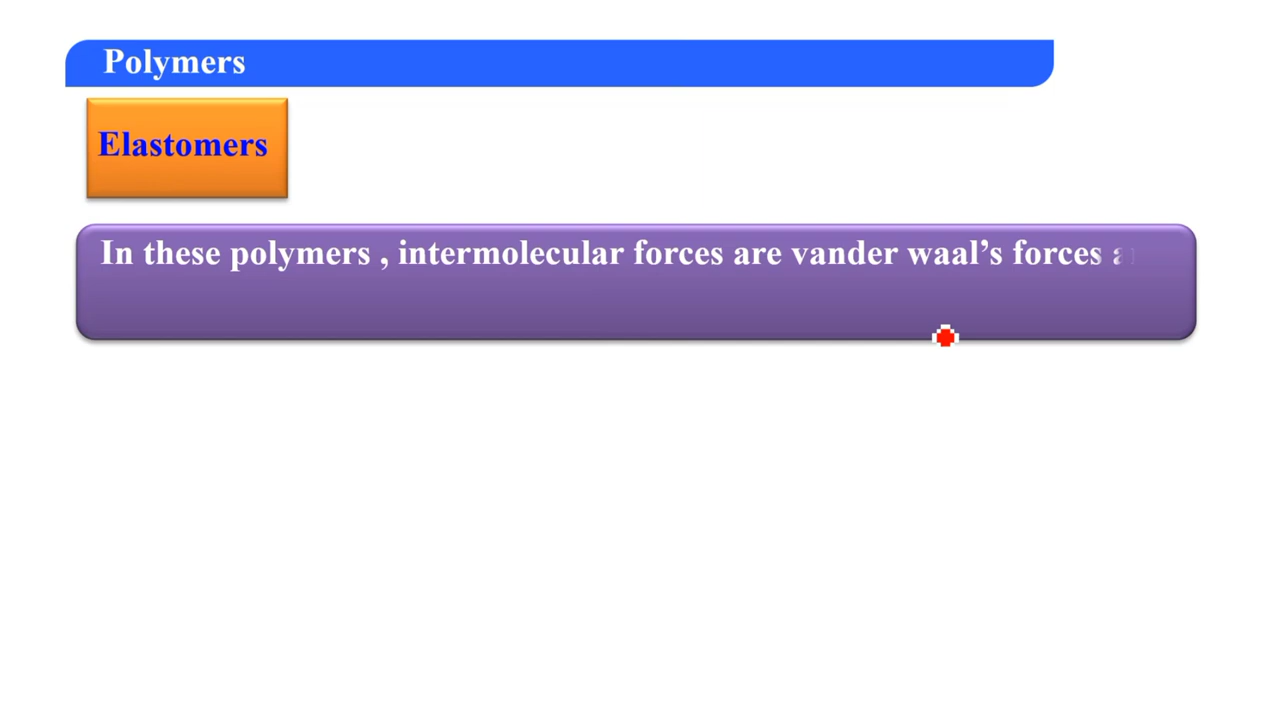 Polymers
Elastomers
In these polymers , intermolecular forces are vander waal’s forces